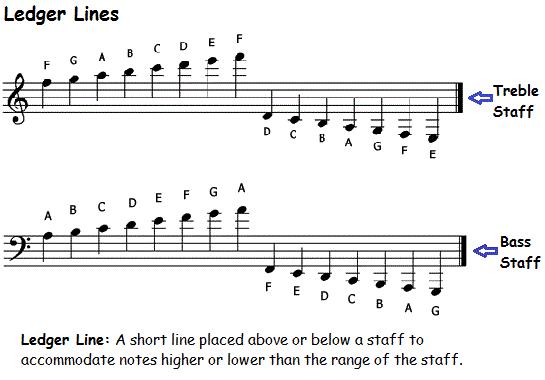 Ledger Lines
F G A B C D E F
D C B A G F E
Treble
Staff
A B C D E F G A
F E D C B A G
Bass
Staff
Ledger Line: A short line placed above or below a staff to
accommodate notes higher or lower than the range of the staff.